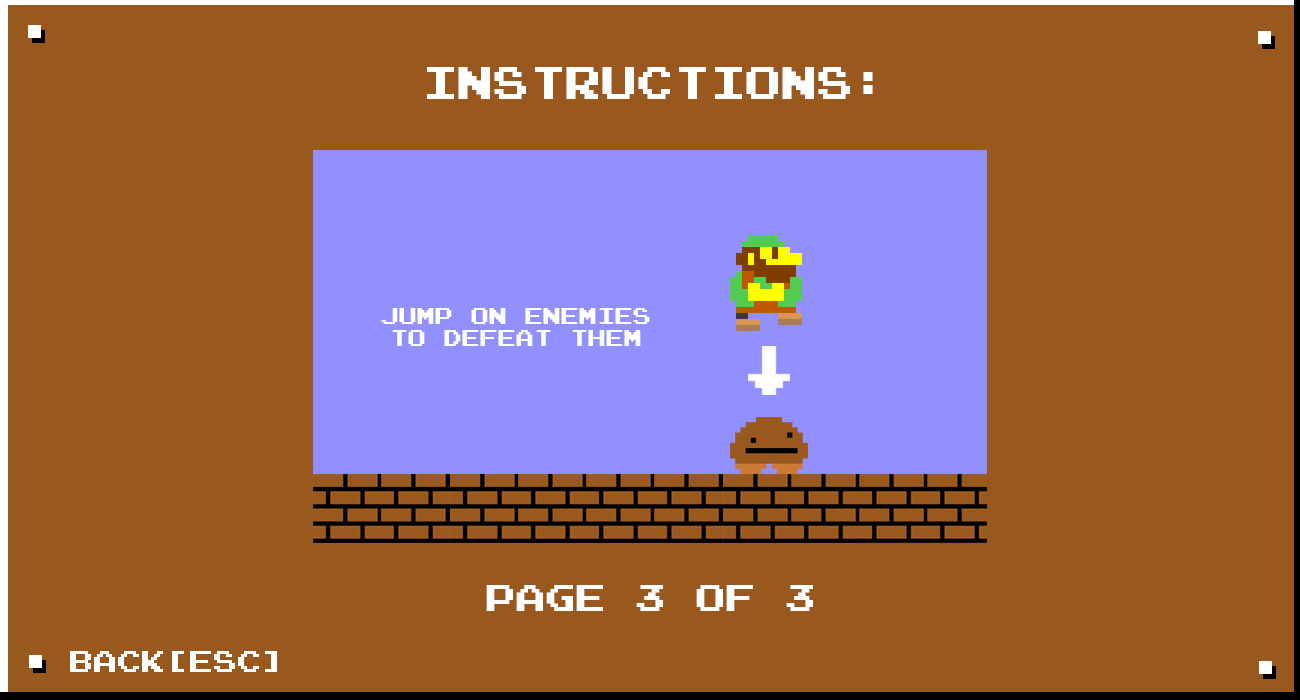 INSTRUCTIONS:
JUMP ON ENEMIES
TO DEFEAT THEM
PAGE 3 OF 3
BACK[ESC]